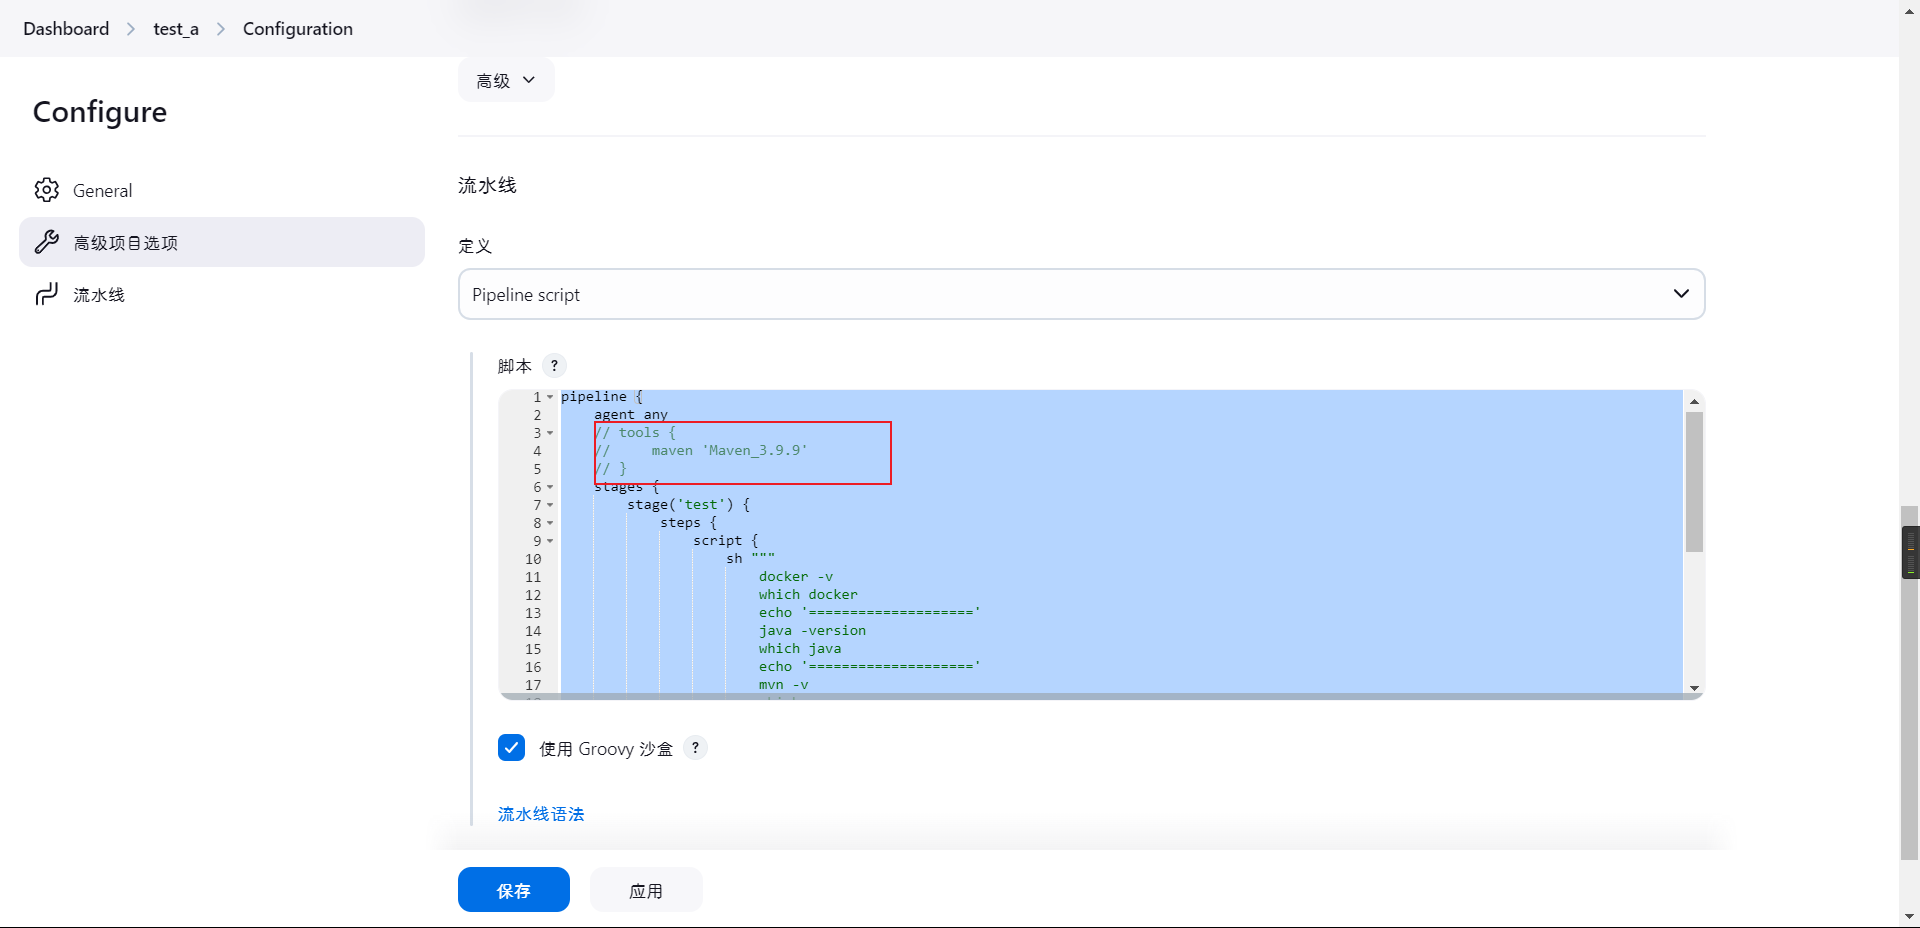 Dashboard > test_a > Configuration
Configure
General
高级项目选项
流水线
高级
流水线
定义
Pipeline script
脚本 ?
1 pipeline {
2     agent any
3     // tools {
4     //     maven 'Maven_3.9.9'
5     // }
6     stages {
7         stage('test') {
8             steps {
9                 script {
10                     sh """
11                         docker -v
12                         which docker
13                         echo '===================='
14                         java -version
15                         which java
16                         echo '===================='
17                         mvn -v
使用 Groovy 沙盒 ?
流水线语法
保存
应用